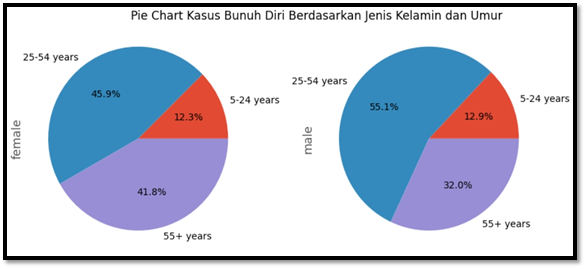 Pie Chart Kasus Bunuh Diri Berdasarkan Jenis Kelamin dan Umur
female
25-54 years
45.9%
5-24 years
12.3%
41.8%
55+ years
male
25-54 years
55.1%
5-24 years
12.9%
32.0%
55+ years